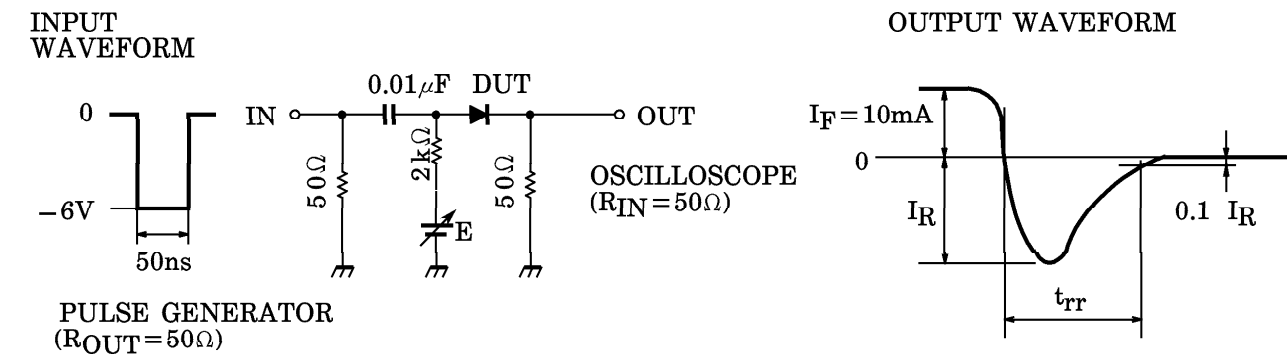 INPUT
WAVEFORM
0
−6V
50ns
PULSE GENERATOR
(ROUT=50Ω)
IN
0.01μF
DUT
OUT
50Ω
2kΩ
E
50Ω
OSCILLOSCOPE
(RIN=50Ω)
OUTPUT WAVEFORM
IF=10mA
0
IR
0.1 IR
trr